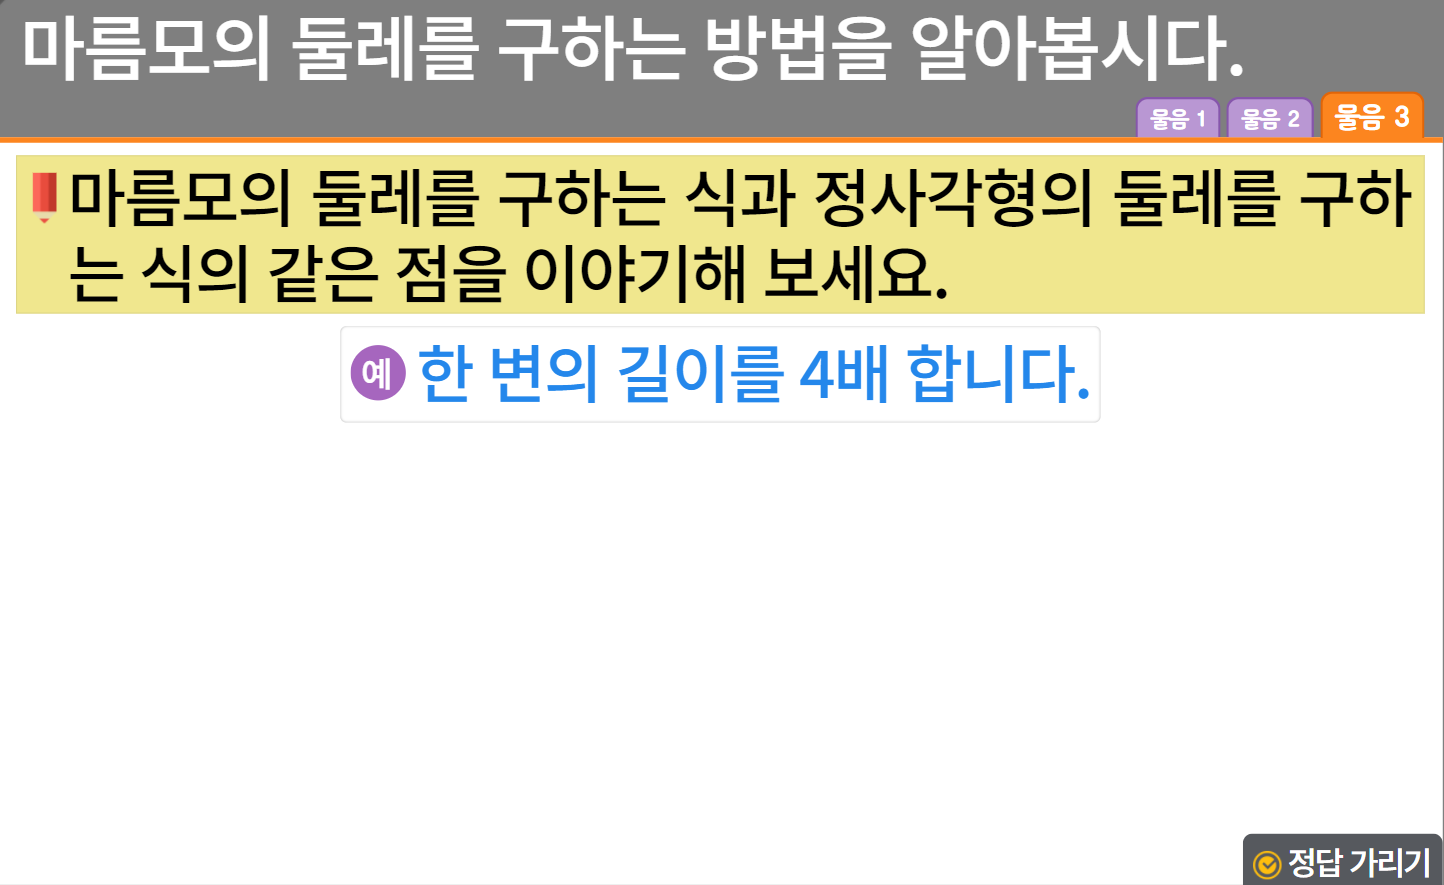 마름모의 둘레를 구하는 방법을 알아봅시다.
물음 1 물음 2 물음 3
마름모의 둘레를 구하는 식과 정사각형의 둘레를 구하
는 식의 같은 점을 이야기해 보세요.
예 한 변의 길이를 4배 합니다.
정답 가리기